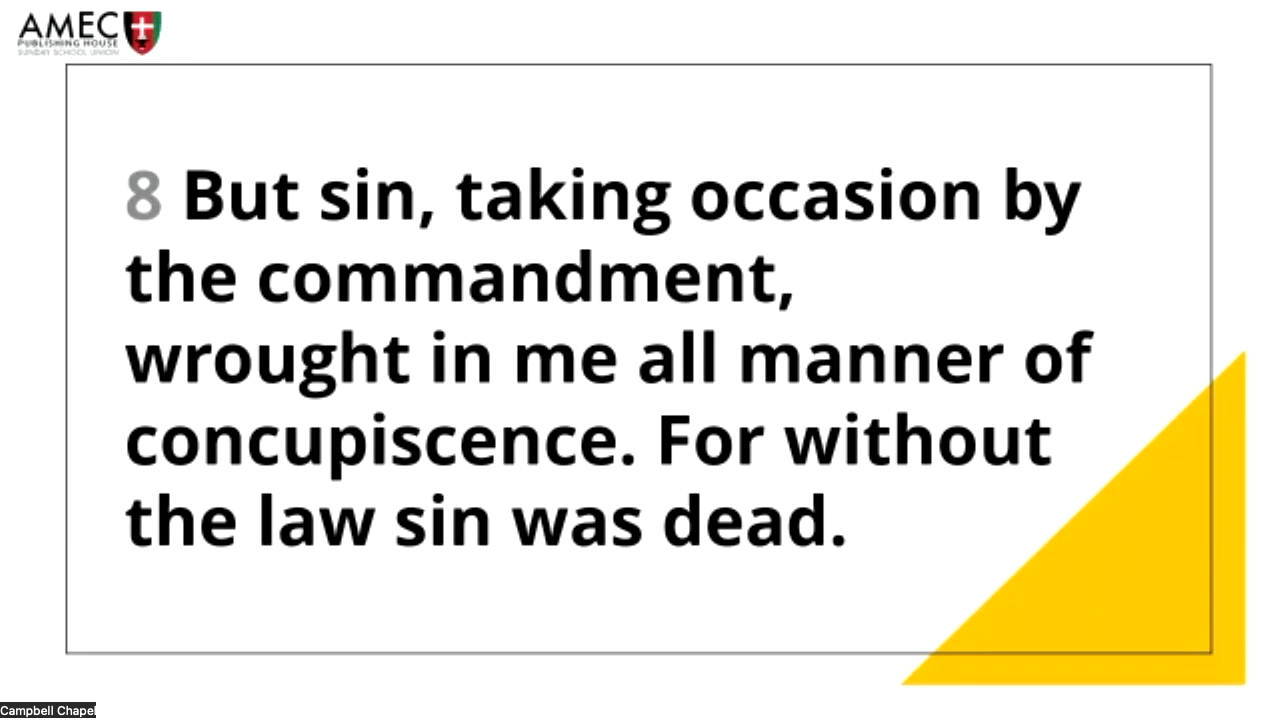 AMEC
PUBLISHING HOUSE
SUNDAY SCHOOL UNION
8 But sin, taking occasion by
the commandment,
wrought in me all manner of
concupiscence. For without
the law sin was dead.
Campbell Chapel